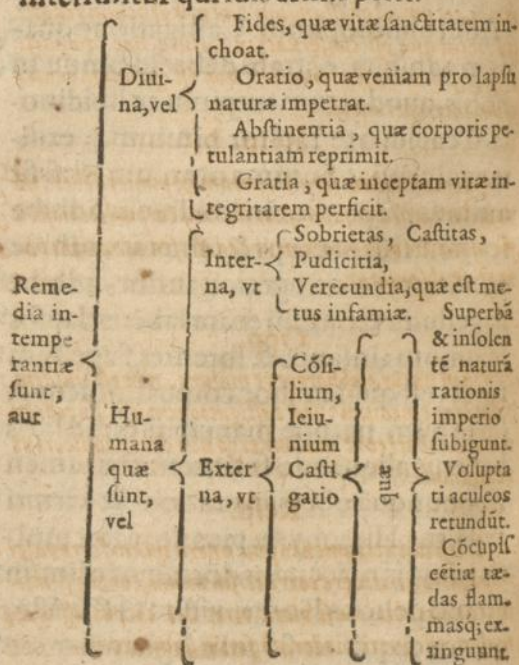 Fides, quæ vitæ ſanctitatem in-
choat.
Diui-
na, vel
Oratio, quæ veniam pro lapſu
naturæ impetrat.
Abſtinentia, quæ corporis pe-
tulantiam reprimit.
Gratia, quæ inceptam vitæ in-
tegritatem perficit.
Reme-
dia in-
tempe
rantiæ
ſunt,
aut
Hu-
mana
quæ
ſunt,
vel
Inter-
na, vt
Sobrietas, Caſtitas,
Pudicitia,
Verecundia, quæ eſt me-
tus infamiæ.
Exter
na, vt
Cõſi-
lium,
Ieiu-
nium
Caſti
gatio
quæ
Superbã
& inſolen
tẽ naturã
rationis
imperio
ſubigunt.
Volupta
ti aculeos
retundũt.
Cõcupiſ
cẽtiæ tæ-
das flam-
masq; ex-
tinguunt.